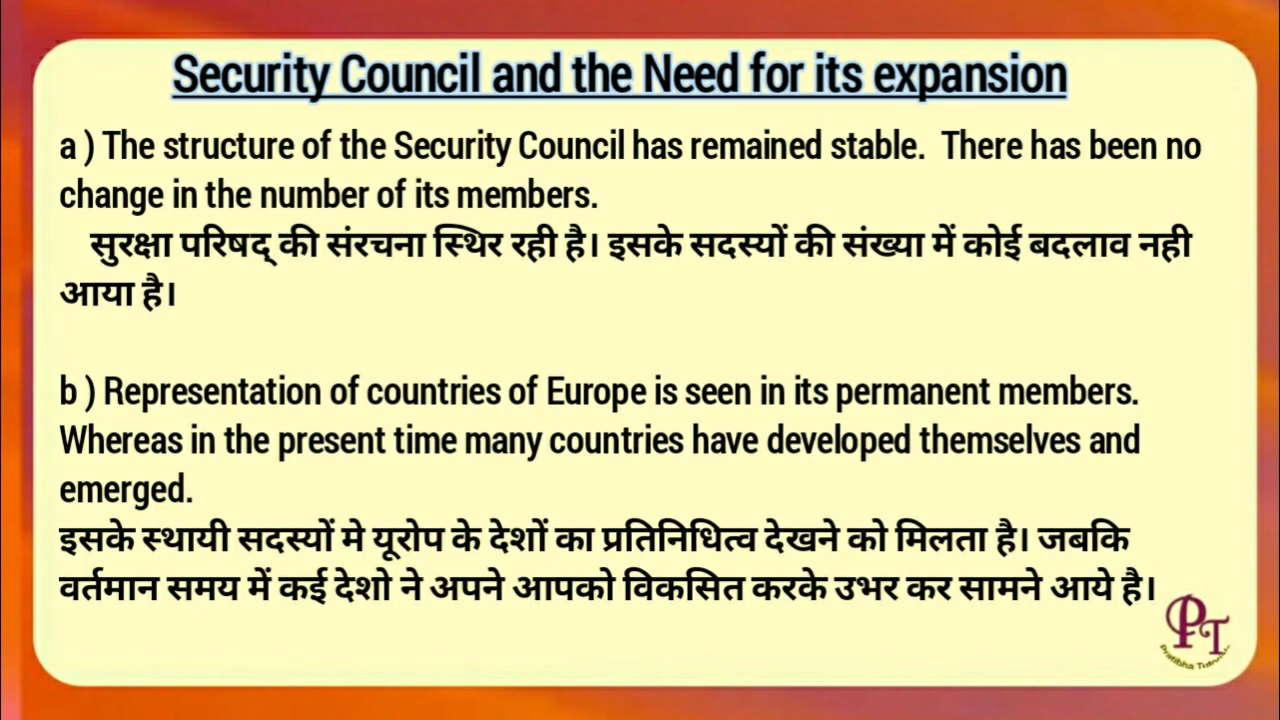 Security Council and the Need for its expansion
a ) The structure of the Security Council has remained stable.  There has been no
change in the number of its members.
सुरक्षा परिषद् की संरचना स्थिर रही है। इसके सदस्यों की संख्या में कोई बदलाव नही
आया है।
b ) Representation of countries of Europe is seen in its permanent members.
Whereas in the present time many countries have developed themselves and
emerged.
इसके स्थायी सदस्यों मे यूरोप के देशों का प्रतिनिधित्व देखने को मिलता है। जबकि
वर्तमान समय में कई देशो ने अपने आपको विकसित करके उभर कर सामने आये है।
PT
Pratibha